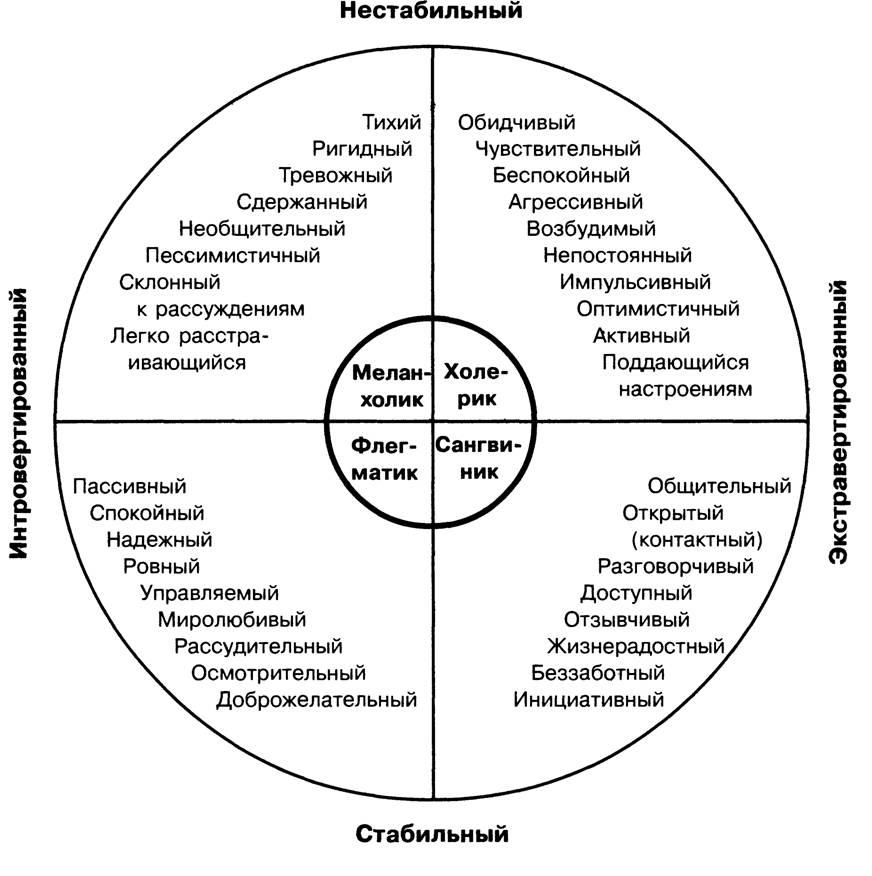 Нестабильный
Тихий
Ригидный
Тревожный
Сдержанный
Необщительный
Пессимистичный
Склонный
к рассуждениям
Легко расстра-
ивающийся
Обидчивый
Чувствительный
Беспокойный
Агрессивный
Возбудимый
Непостоянный
Импульсивный
Оптимистичный
Активный
Поддающийся
настроениям
Интровертированный
Мелан-
холик
Холе-
рик
Флег-
матик
Сангви-
ник
Экстравертированный
Пассивный
Спокойный
Надежный
Ровный
Управляемый
Миролюбивый
Рассудительный
Осмотрительный
Доброжелательный
Общительный
Открытый
(контактный)
Разговорчивый
Доступный
Отзывчивый
Жизнерадостный
Беззаботный
Инициативный
Стабильный